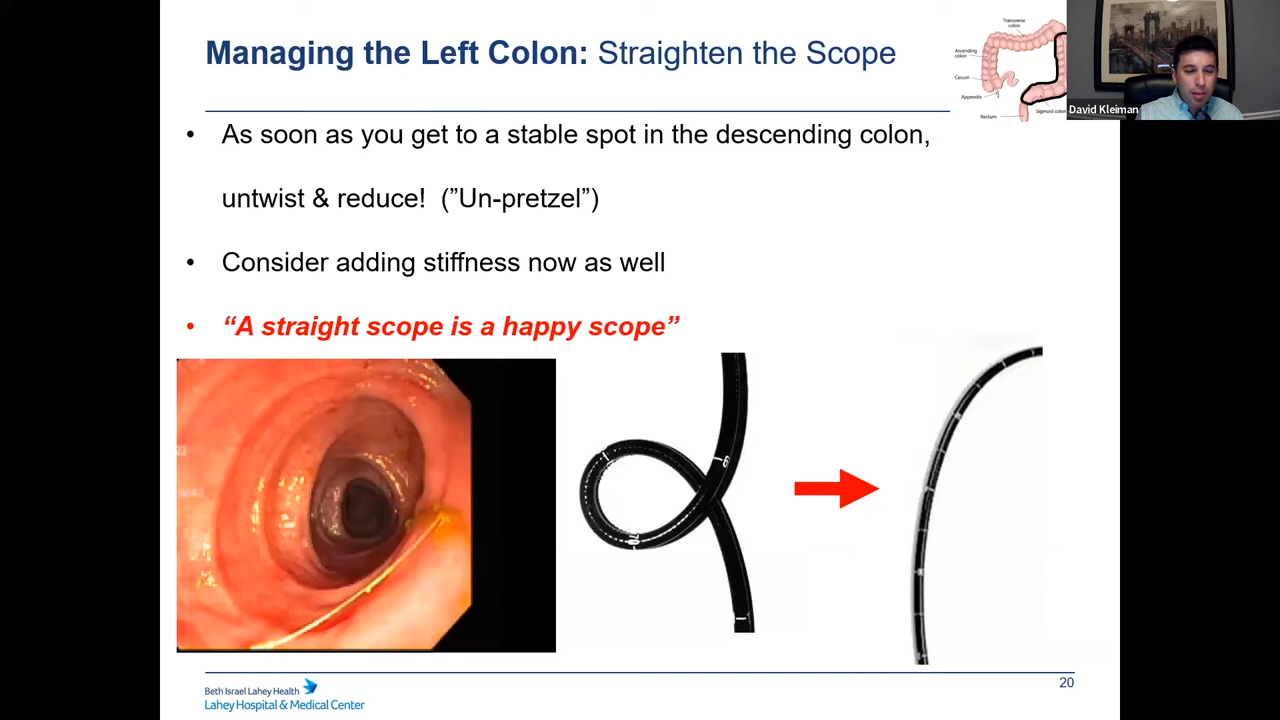 Managing the Left Colon: Straighten the Scope
Transverse
colon
Ascending
colon
Cecum
Appendix
Sigmoid colon
Rectum
David Kleiman
• As soon as you get to a stable spot in the descending colon,
untwist & reduce! (”Un-pretzel”)
• Consider adding stiffness now as well
• “A straight scope is a happy scope”
6
70
Beth Israel Lahey Health
Lahey Hospital & Medical Center
20